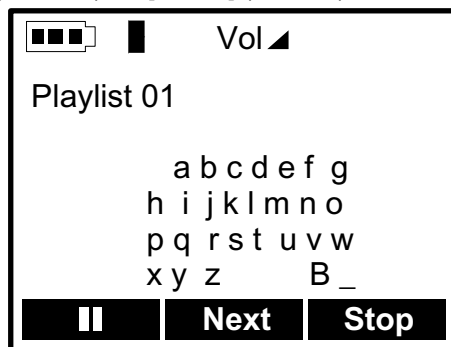 Vol
Playlist 01
a b c d e f g
h i j k l m n o
p q r s t u v w
x y z B _
Next Stop